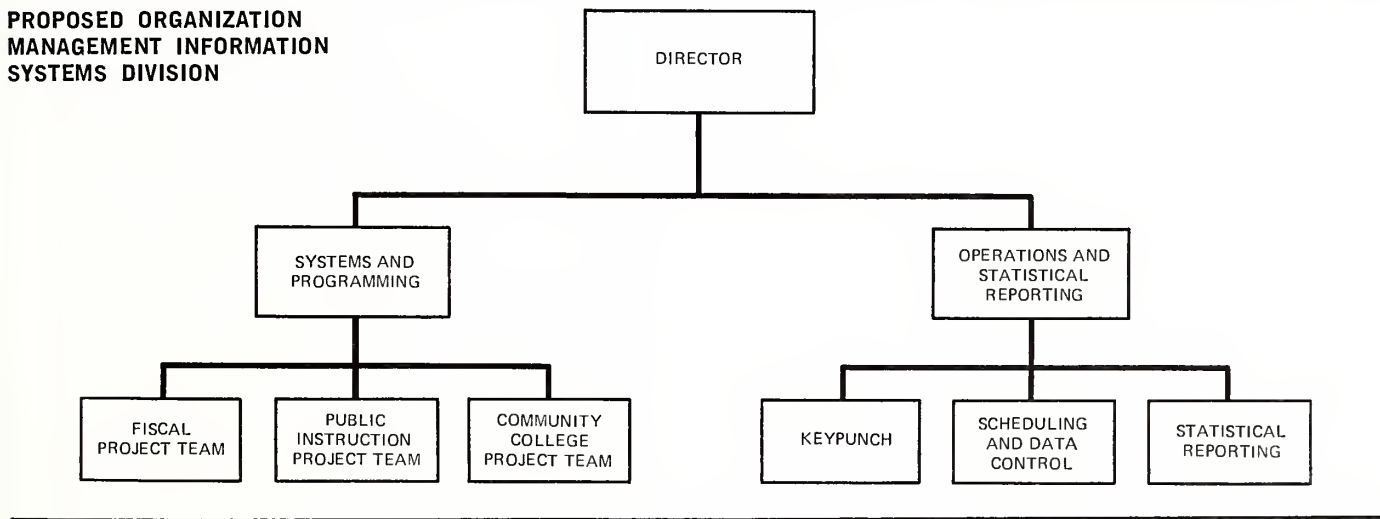 PROPOSED ORGANIZATION
MANAGEMENT INFORMATION
SYSTEMS DIVISION
DIRECTOR
SYSTEMS AND
PROGRAMMING
OPERATIONS AND
STATISTICAL
REPORTING
FISCAL
PROJECT TEAM
PUBLIC
INSTRUCTION
PROJECT TEAM
COMMUNITY
COLLEGE
PROJECT TEAM
KEYPUNCH
SCHEDULING
AND DATA
CONTROL
STATISTICAL
REPORTING